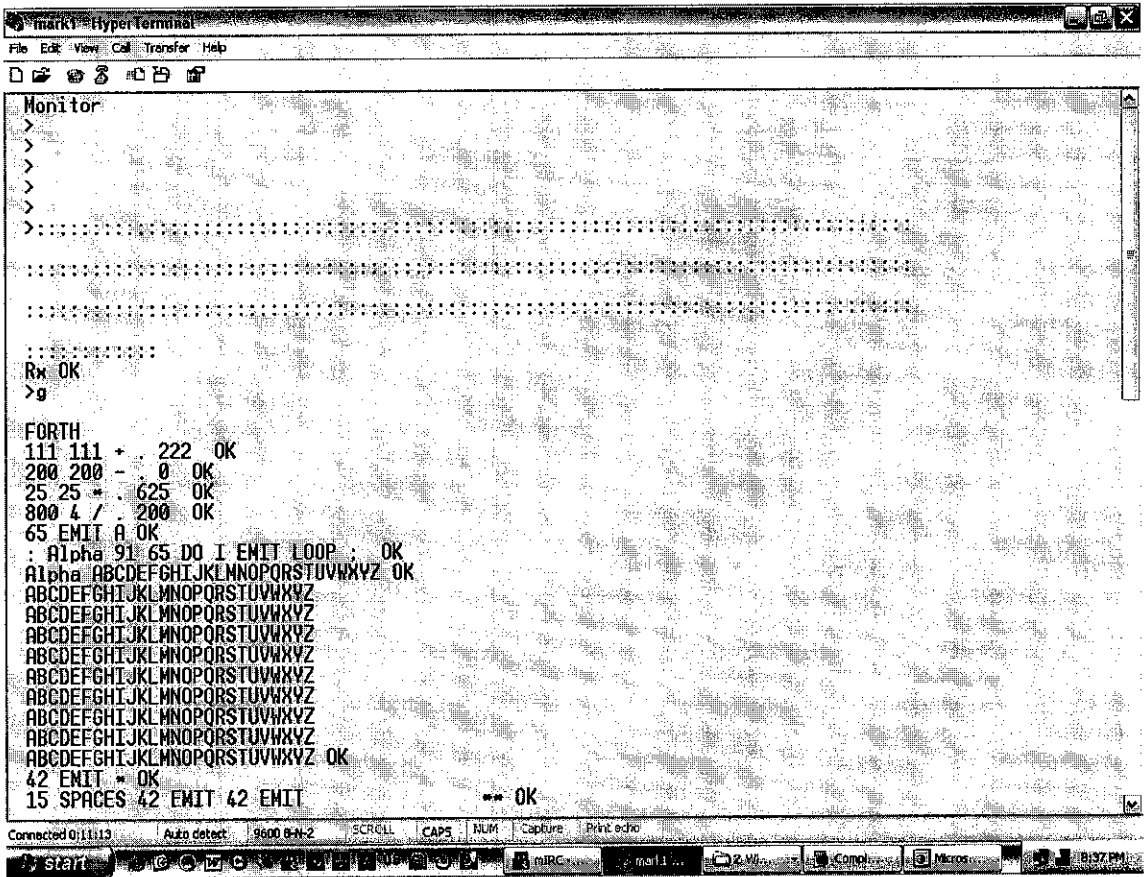 mark1 - HyperTerminal
File Edit View Call Transfer Help
Monitor
>
>
>
>
>
>::::::::::::::::::::::::::::::::::::::::::::::::::::::::::::::::::::::::::::::
:::::::::::::::::::::::::::::::::::::::::::::::::::::::::::::::::::::::::::::::
:::::::::::::::::::::::::::::::::::::::::::::::::::::::::::::::::::::::::::::::
::::::::::::
Rx OK
>g
FORTH
111 111 + . 222  OK
200 200 - . 0  OK
25 25 * . 625  OK
800 4 / . 200  OK
65 EMIT A OK
: Alpha 91 65 DO I EMIT LOOP ;  OK
Alpha ABCDEFGHIJKLMNOPQRSTUVWXYZ OK
ABCDEFGHIJKLMNOPQRSTUVWXYZ
ABCDEFGHIJKLMNOPQRSTUVWXYZ
ABCDEFGHIJKLMNOPQRSTUVWXYZ
ABCDEFGHIJKLMNOPQRSTUVWXYZ
ABCDEFGHIJKLMNOPQRSTUVWXYZ
ABCDEFGHIJKLMNOPQRSTUVWXYZ
ABCDEFGHIJKLMNOPQRSTUVWXYZ
ABCDEFGHIJKLMNOPQRSTUVWXYZ
ABCDEFGHIJKLMNOPQRSTUVWXYZ OK
42 EMIT * OK
15 SPACES 42 EMIT 42 EMIT                ** OK
Connected 0:11:13 Auto detect 9600 8-N-2 SCROLL CAPS NUM Capture Print echo
start mIRC mark1 ... 2 Wi... Compl... Micros... 8:37 PM